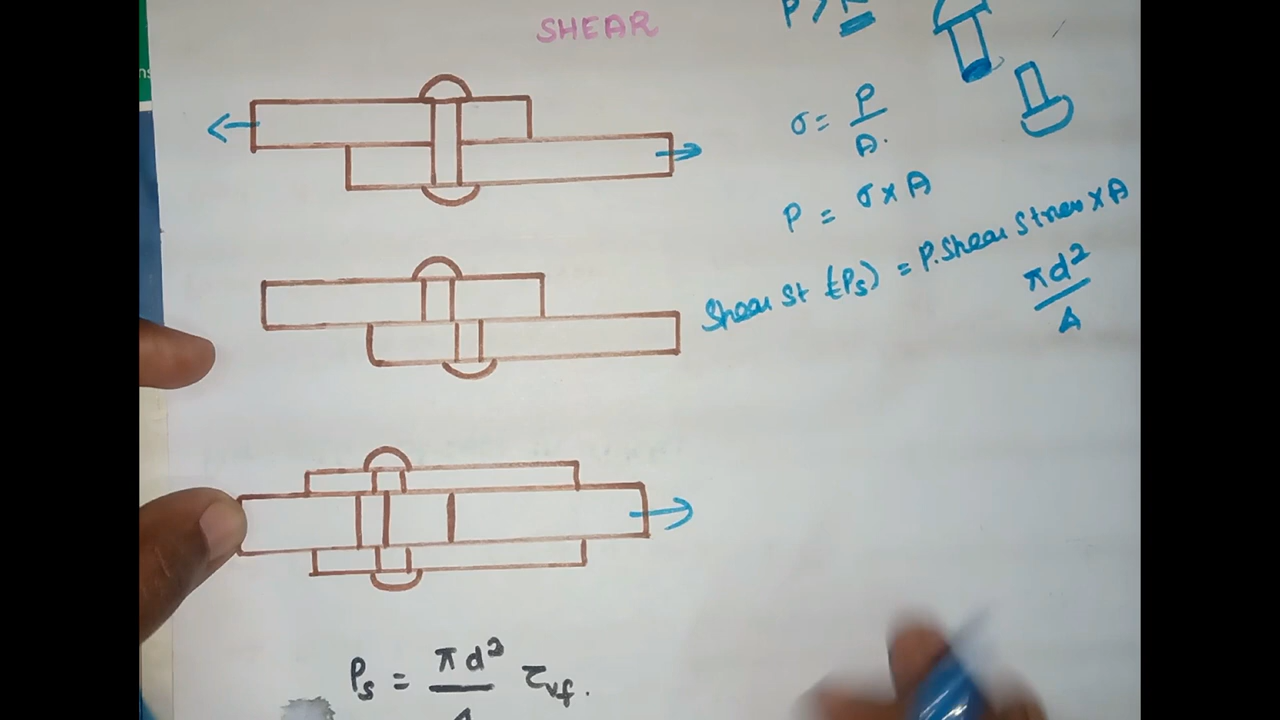 SHEAR
P >
σ = P/A.
P = σ × A
Shear St (Ps) = P. Shear Stress × A
πd²/4
Ps = πd²/4 τvf.